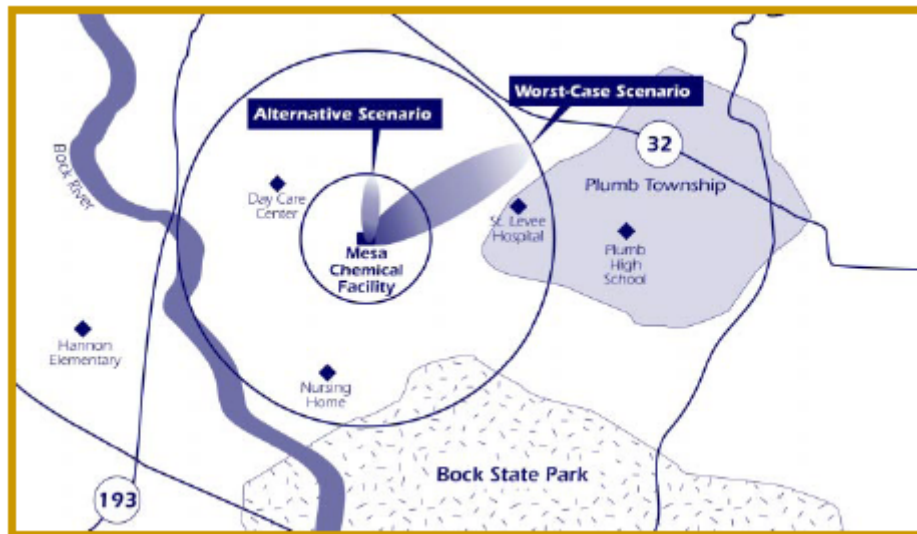 Worst-Case Scenario
Alternative Scenario
32
Bock River
Plumb Township
Day Care
Center
St. Levee
Hospital
Mesa
Chemical
Facility
Plumb
High
School
Hannon
Elementary
Nursing
Home
Bock State Park
193